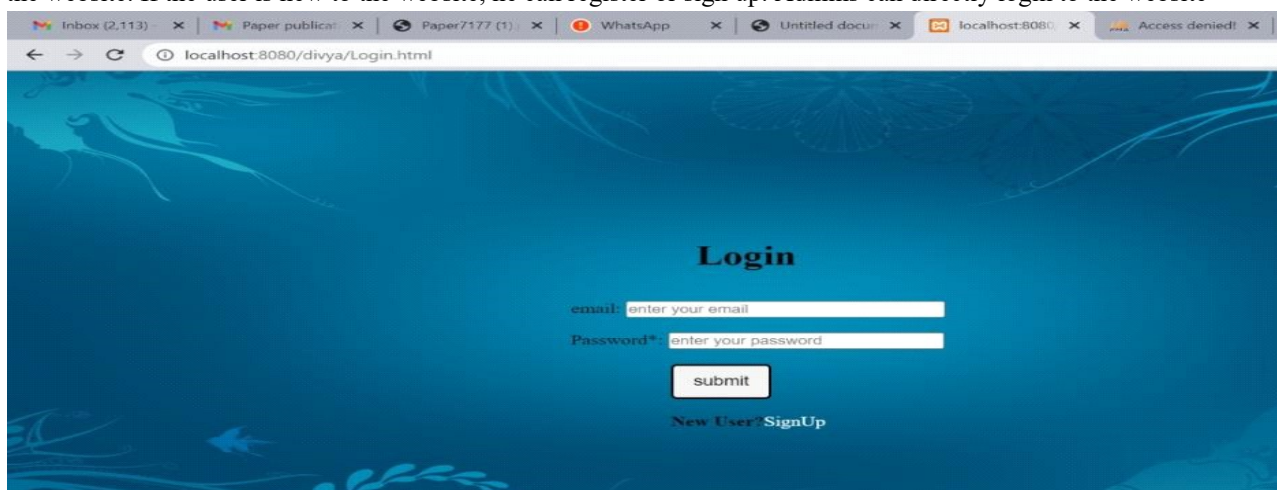 the website. If the user is new to the website, he can register or sign up. Admins can directly login to the website
Inbox (2,113) - Paper publicat Paper7177 (1) WhatsApp Untitled docum localhost:8080/ Access denied!
localhost:8080/divya/Login.html
Login
email: enter your email
Password*: enter your password
submit
New User?SignUp